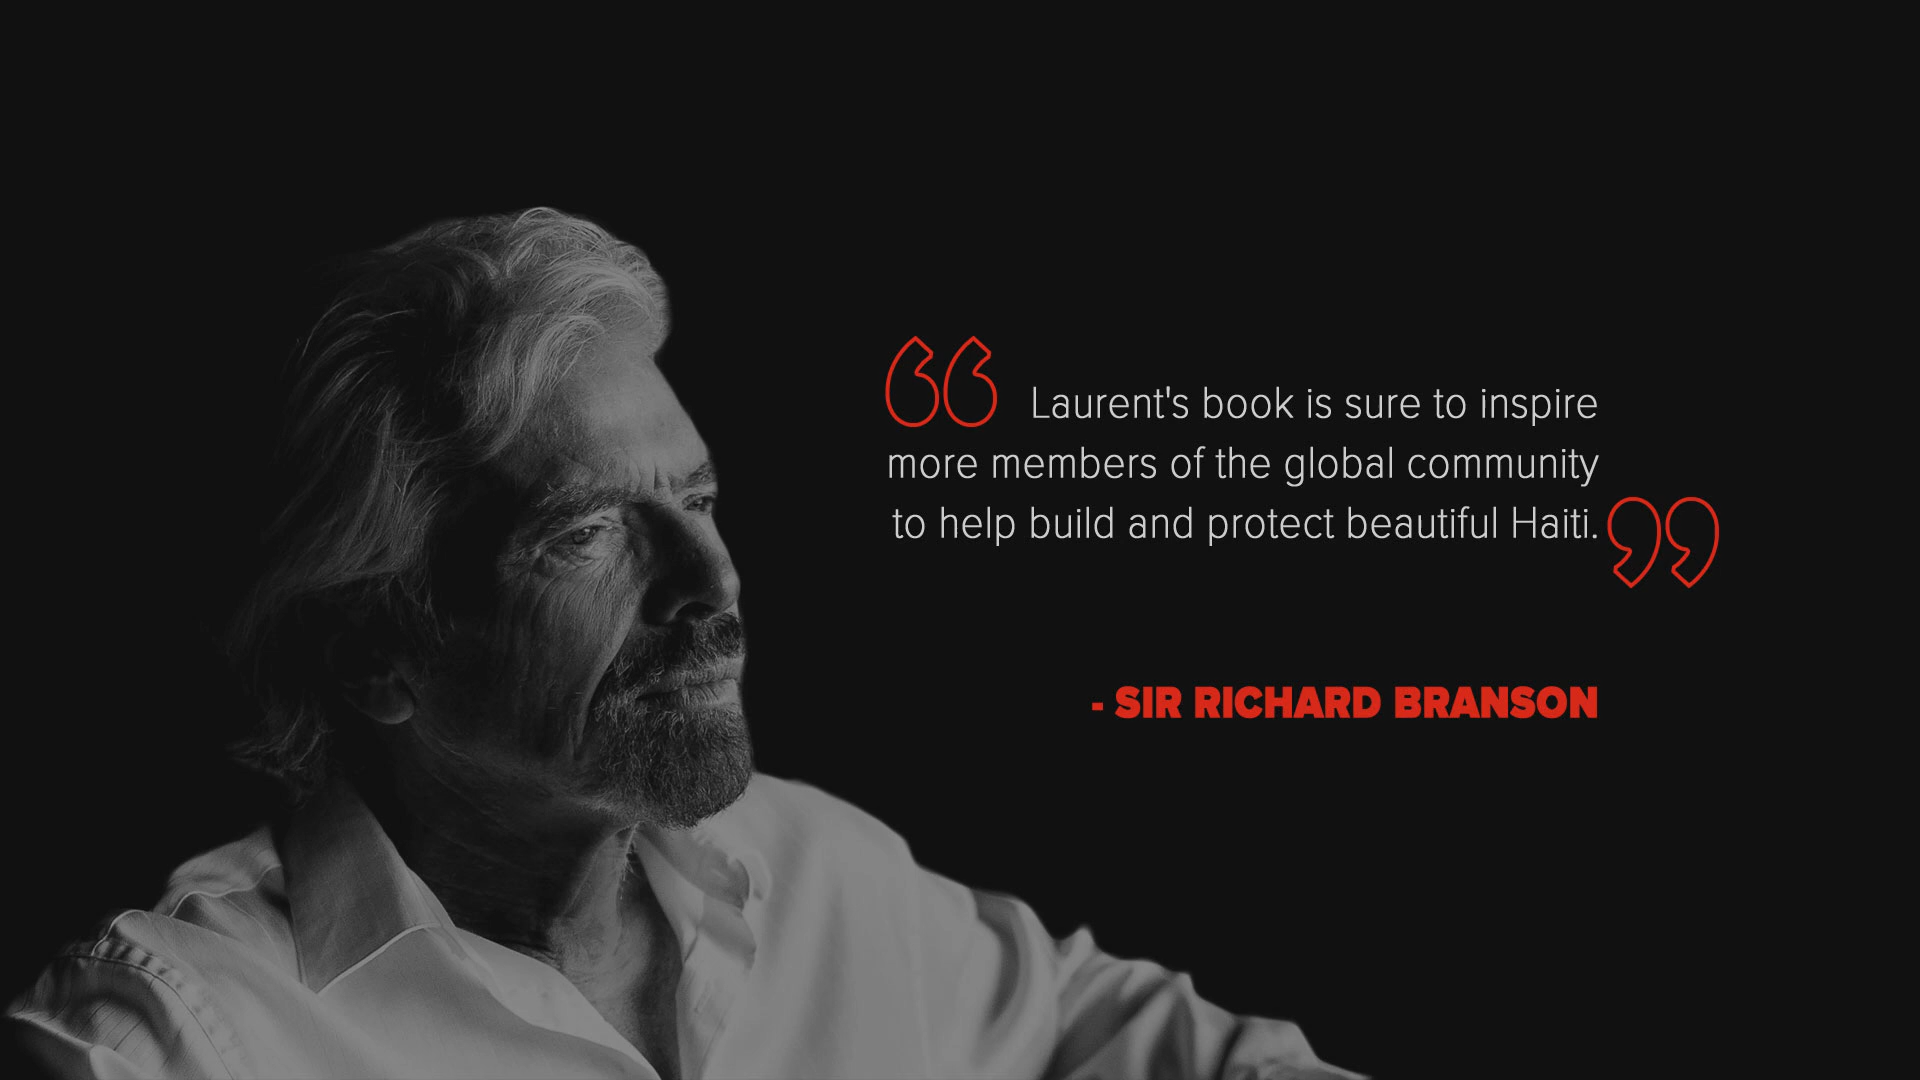 “ Laurent's book is sure to inspire
more members of the global community
to help build and protect beautiful Haiti. ”
- SIR RICHARD BRANSON